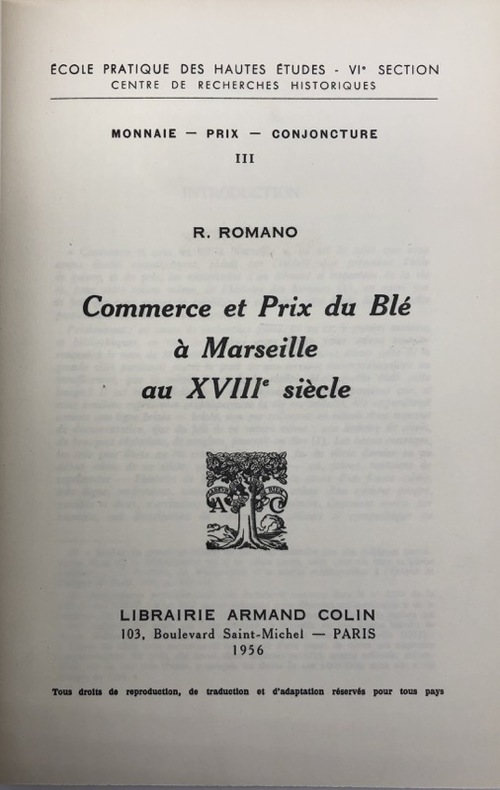 ÉCOLE PRATIQUE DES HAUTES ÉTUDES - VIe SECTION
CENTRE DE RECHERCHES HISTORIQUES
MONNAIE — PRIX — CONJONCTURE
III
R. ROMANO
Commerce et Prix du Blé
à Marseille
au XVIIIe siècle
A C
LIBRAIRIE ARMAND COLIN
103, Boulevard Saint-Michel — PARIS
1956
Tous droits de reproduction, de traduction et d'adaptation réservés pour tous pays